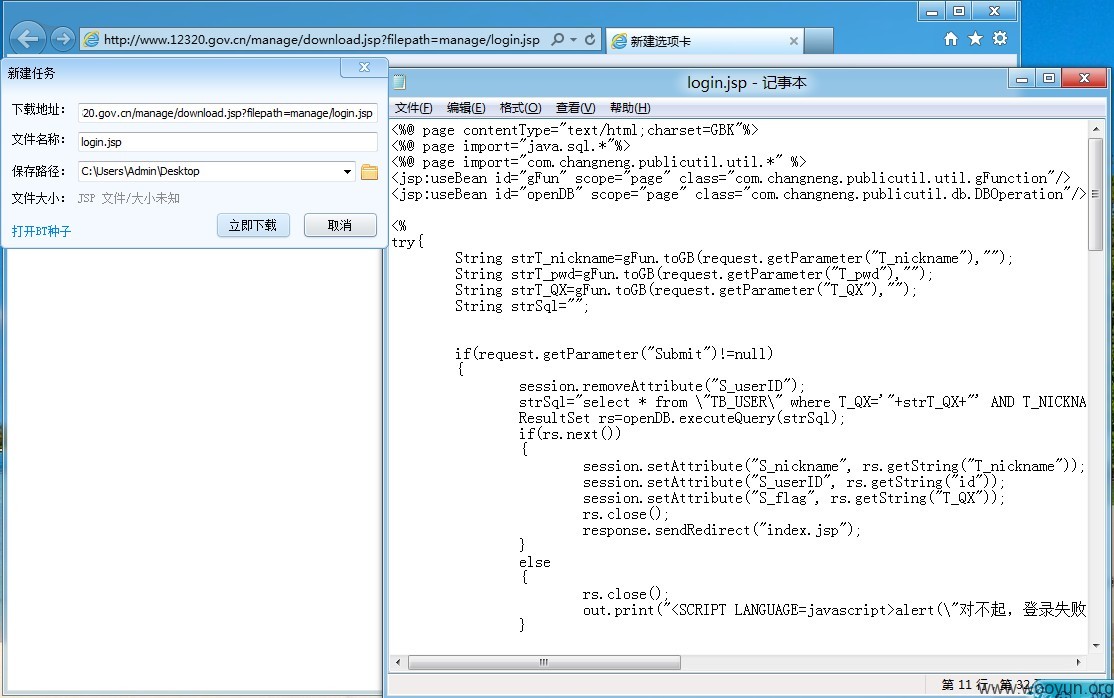 http://www.12320.gov.cn/manage/download.jsp?filepath=manage/login.jsp
新建选项卡
新建任务
下载地址: 20.gov.cn/manage/download.jsp?filepath=manage/login.jsp
文件名称: login.jsp
保存路径: C:\Users\Admin\Desktop
文件大小: JSP 文件/大小未知
打开BT种子
立即下载
取消
login.jsp - 记事本
文件(F) 编辑(E) 格式(O) 查看(V) 帮助(H)
<%@ page contentType="text/html;charset=GBK"%>
<%@ page import="java.sql.*"%>
<%@ page import="com.changneng.publicutil.util.*" %>
<jsp:useBean id="gFun" scope="page" class="com.changneng.publicutil.util.gFunction"/>
<jsp:useBean id="openDB" scope="page" class="com.changneng.publicutil.db.DBOperation"/>
<%
try{
String strT_nickname=gFun.toGB(request.getParameter("T_nickname"),"");
String strT_pwd=gFun.toGB(request.getParameter("T_pwd"),"");
String strT_QX=gFun.toGB(request.getParameter("T_QX"),"");
String strSql="";
if(request.getParameter("Submit")!=null)
{
session.removeAttribute("S_userID");
strSql="select * from \"TB_USER\" where T_QX='"+strT_QX+"' AND T_NICKNA
ResultSet rs=openDB.executeQuery(strSql);
if(rs.next())
{
session.setAttribute("S_nickname", rs.getString("T_nickname"));
session.setAttribute("S_userID", rs.getString("id"));
session.setAttribute("S_flag", rs.getString("T_QX"));
rs.close();
response.sendRedirect("index.jsp");
}
else
{
rs.close();
out.print("<SCRIPT LANGUAGE=javascript>alert(\"对不起，登录失败
}
第 11 行，第 32
www.wooyun.org